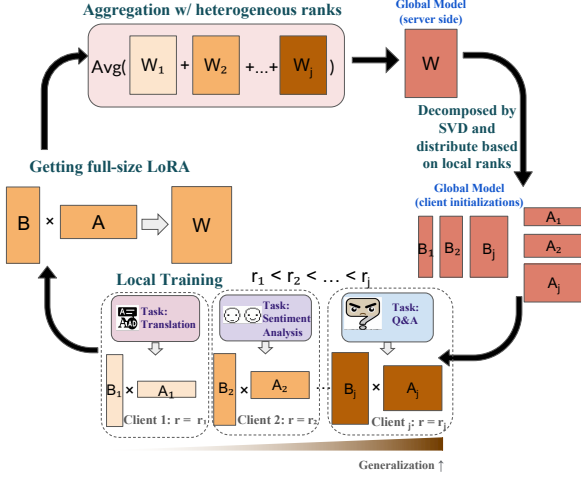 Aggregation w/ heterogeneous ranks
Avg( W1 + W2 +...+ Wj )
Global Model
(server side)
W
Decomposed by
SVD and
distribute based
on local ranks
Global Model
(client initializations)
B1 B2 Bj
A1
A2
Aj
Getting full-size LoRA
B × A W
Local Training
r1 < r2 < ... < rj
Task:
Translation
Task:
Sentiment
Analysis
Task:
Q&A
B1 × A1
B2 × A2
...
Bj × Aj
Client 1: r = r1
Client 2: r = r2
Client j: r = rj
Generalization ↑